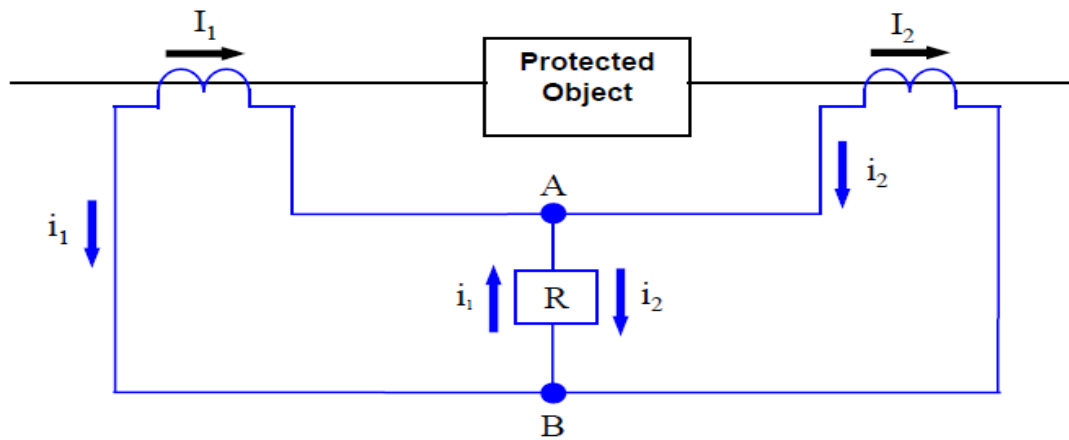 I₁
I₂
Protected
Object
A
i₂
i₁
i₁
R
i₂
B